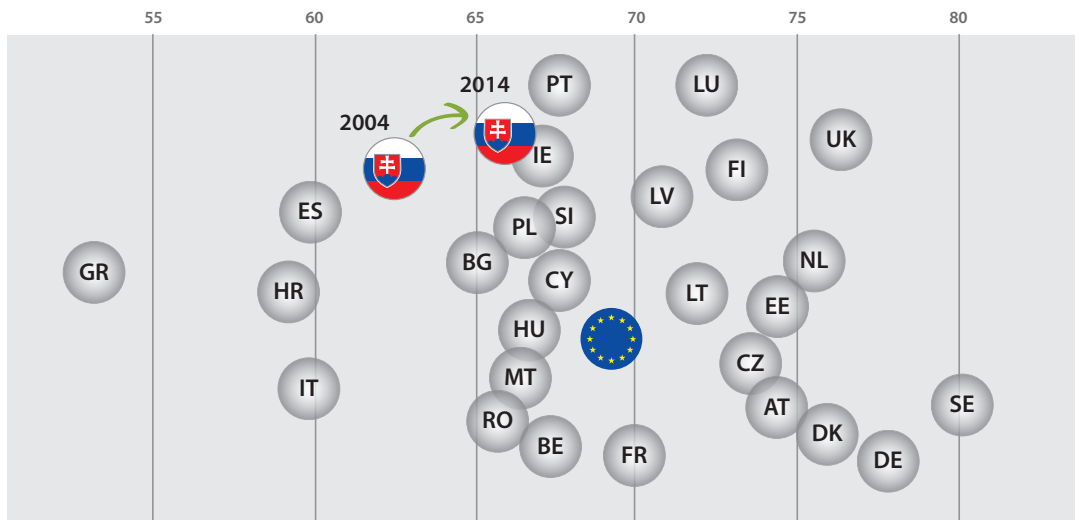 55 60 65 70 75 80
2014 PT LU
2004 IE UK
FI
LV
ES SI
PL
GR BG NL
HR CY LT EE
HU
CZ
IT MT
RO AT SE
BE FR DK DE